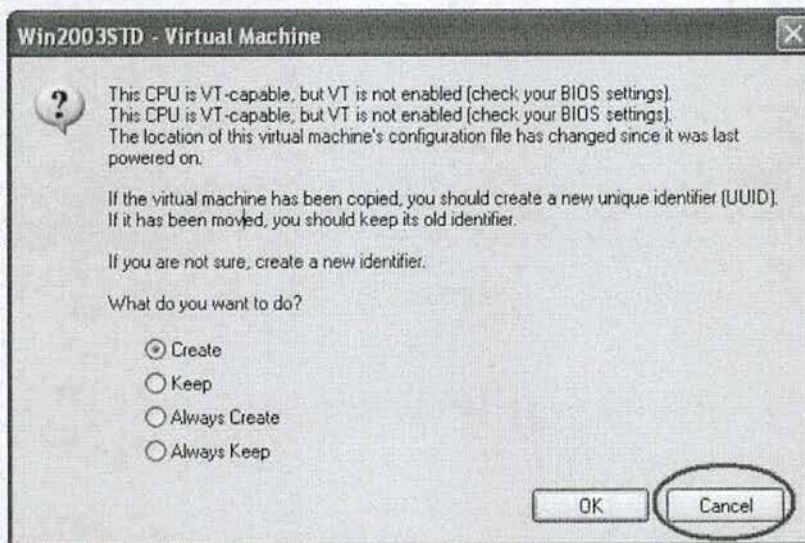 Win2003STD - Virtual Machine
This CPU is VT-capable, but VT is not enabled (check your BIOS settings).
This CPU is VT-capable, but VT is not enabled (check your BIOS settings).
The location of this virtual machine's configuration file has changed since it was last
powered on.
If the virtual machine has been copied, you should create a new unique identifier (UUID).
If it has been moved, you should keep its old identifier.
If you are not sure, create a new identifier.
What do you want to do?
Create
Keep
Always Create
Always Keep
OK
Cancel